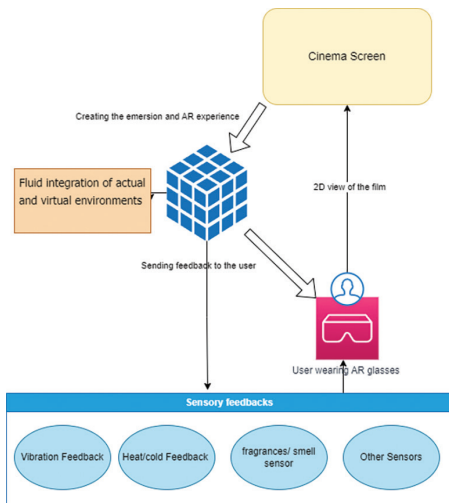 Cinema Screen
Creating the emersion and AR experience
Fluid integration of actual
and virtual environments
2D view of the film
Sending feedback to the user
User wearing AR glasses
Sensory feedbacks
Vibration Feedback
Heat/cold Feedback
fragrances/ smell
sensor
Other Sensors